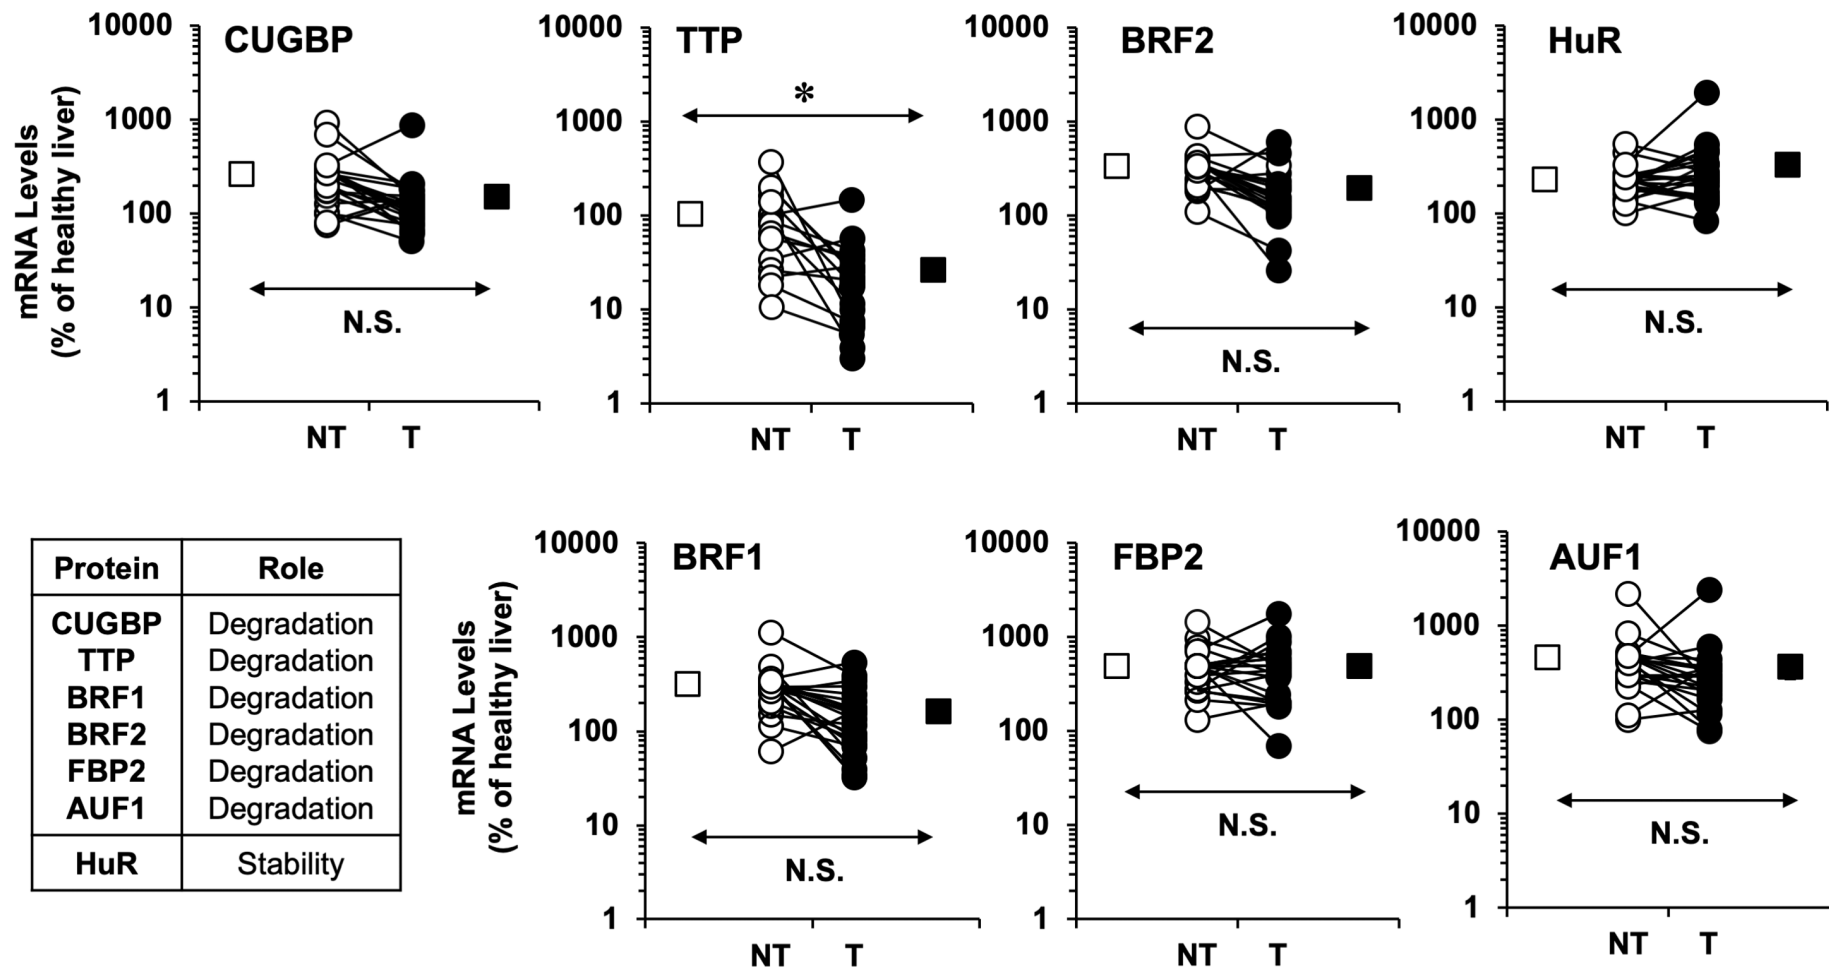 CUGBP
mRNA Levels
(% of healthy liver)
10000
1000
100
10
1
N.S.
NT T
TTP
10000
1000
100
10
1
*
NT T
BRF2
10000
1000
100
10
1
N.S.
NT T
HuR
10000
1000
100
10
1
N.S.
NT T
Protein Role
CUGBP Degradation
TTP Degradation
BRF1 Degradation
BRF2 Degradation
FBP2 Degradation
AUF1 Degradation
HuR Stability
BRF1
mRNA Levels
(% of healthy liver)
10000
1000
100
10
1
N.S.
NT T
FBP2
10000
1000
100
10
1
N.S.
NT T
AUF1
10000
1000
100
10
1
N.S.
NT T